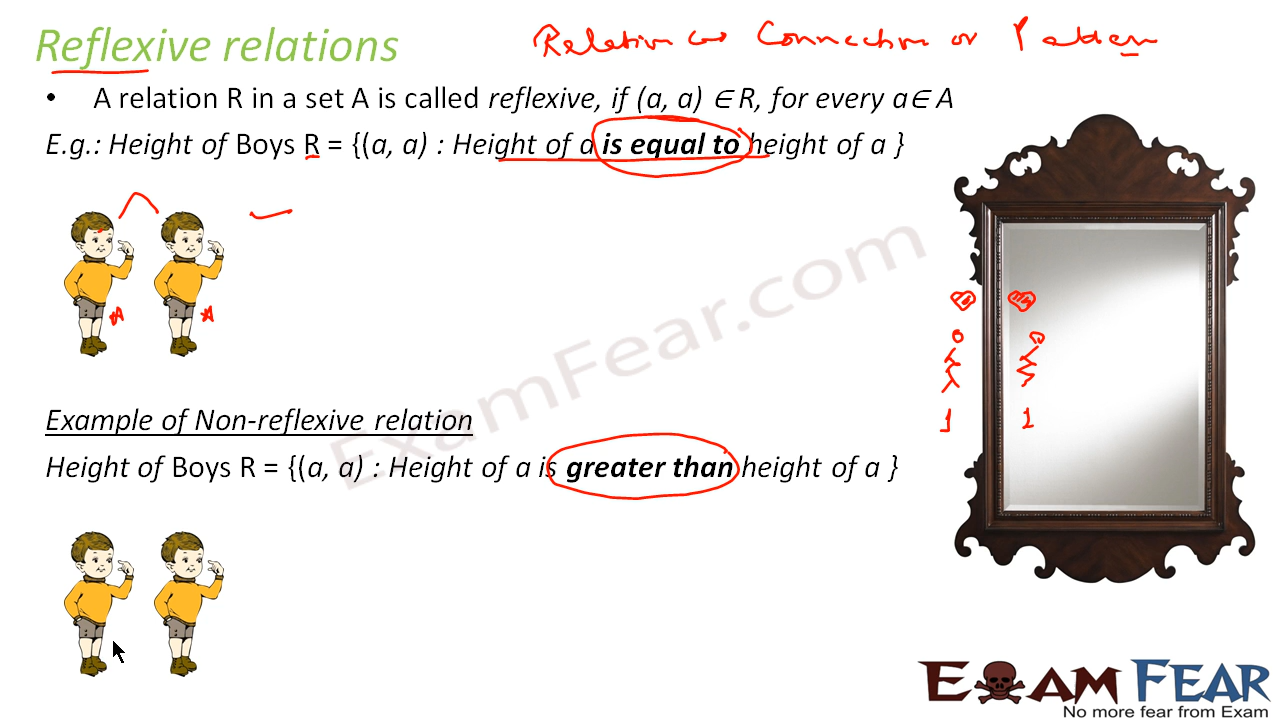 Reflexive relations
Relation ↔ Connection or Pattern
• A relation R in a set A is called reflexive, if (a, a) ∈ R, for every a∈ A
E.g.: Height of Boys R = {(a, a) : Height of a is equal to height of a }
A A
Example of Non-reflexive relation
Height of Boys R = {(a, a) : Height of a is greater than height of a }
ExamFear.com
EXAM FEAR
No more fear from Exam